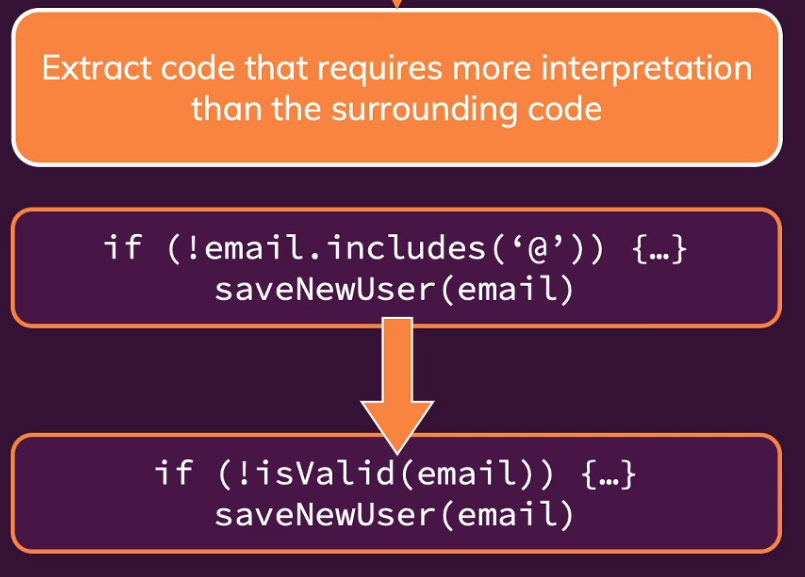 Extract code that requires more interpretation
than the surrounding code
if (!email.includes(‘@’)) {…}
saveNewUser(email)
if (!isValid(email)) {…}
saveNewUser(email)